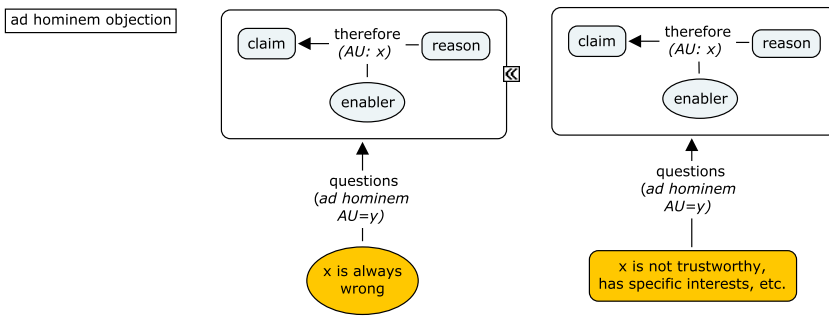 ad hominem objection
claim
therefore
(AU: x)
reason
enabler
questions
(ad hominem
AU=y)
x is always
wrong
claim
therefore
(AU: x)
reason
enabler
questions
(ad hominem
AU=y)
x is not trustworthy,
has specific interests, etc.